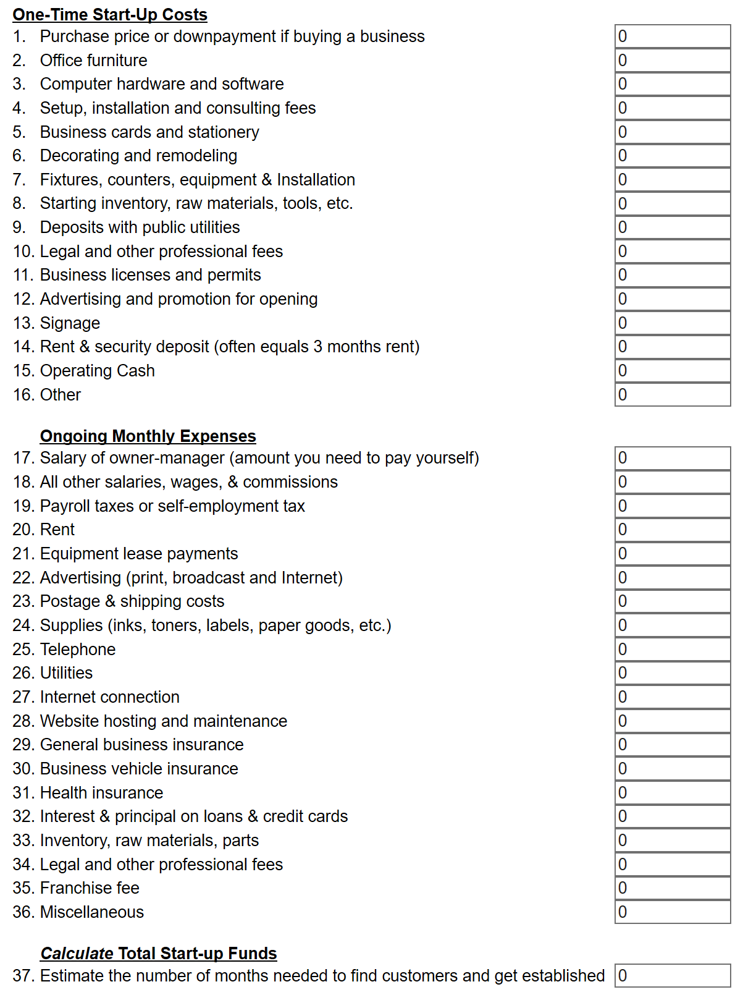 One-Time Start-Up Costs
1. Purchase price or downpayment if buying a business 0
2. Office furniture 0
3. Computer hardware and software 0
4. Setup, installation and consulting fees 0
5. Business cards and stationery 0
6. Decorating and remodeling 0
7. Fixtures, counters, equipment & Installation 0
8. Starting inventory, raw materials, tools, etc. 0
9. Deposits with public utilities 0
10. Legal and other professional fees 0
11. Business licenses and permits 0
12. Advertising and promotion for opening 0
13. Signage 0
14. Rent & security deposit (often equals 3 months rent) 0
15. Operating Cash 0
16. Other 0
Ongoing Monthly Expenses
17. Salary of owner-manager (amount you need to pay yourself) 0
18. All other salaries, wages, & commissions 0
19. Payroll taxes or self-employment tax 0
20. Rent 0
21. Equipment lease payments 0
22. Advertising (print, broadcast and Internet) 0
23. Postage & shipping costs 0
24. Supplies (inks, toners, labels, paper goods, etc.) 0
25. Telephone 0
26. Utilities 0
27. Internet connection 0
28. Website hosting and maintenance 0
29. General business insurance 0
30. Business vehicle insurance 0
31. Health insurance 0
32. Interest & principal on loans & credit cards 0
33. Inventory, raw materials, parts 0
34. Legal and other professional fees 0
35. Franchise fee 0
36. Miscellaneous 0
Calculate Total Start-up Funds
37. Estimate the number of months needed to find customers and get established 0